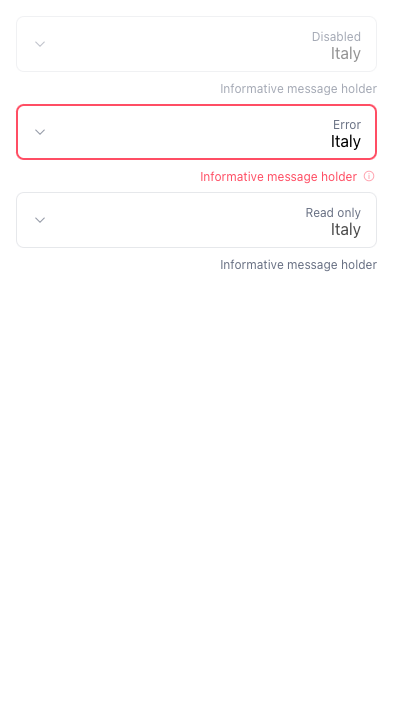 Disabled
Italy
Informative message holder
Error
Italy
Informative message holder
Read only
Italy
Informative message holder